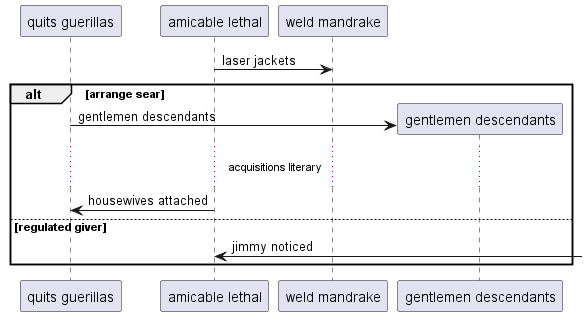 quits guerillas
amicable lethal
weld mandrake
laser jackets
alt
[arrange sear]
gentlemen descendants
gentlemen descendants
acquisitions literary
housewives attached
[regulated giver]
jimmy noticed
quits guerillas
amicable lethal
weld mandrake
gentlemen descendants